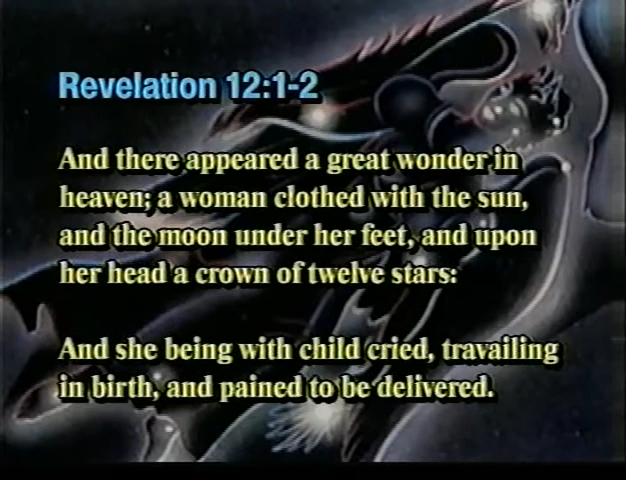 Revelation 12:1-2
And there appeared a great wonder in
heaven; a woman clothed with the sun,
and the moon under her feet, and upon
her head a crown of twelve stars:
And she being with child cried, travailing
in birth, and pained to be delivered.